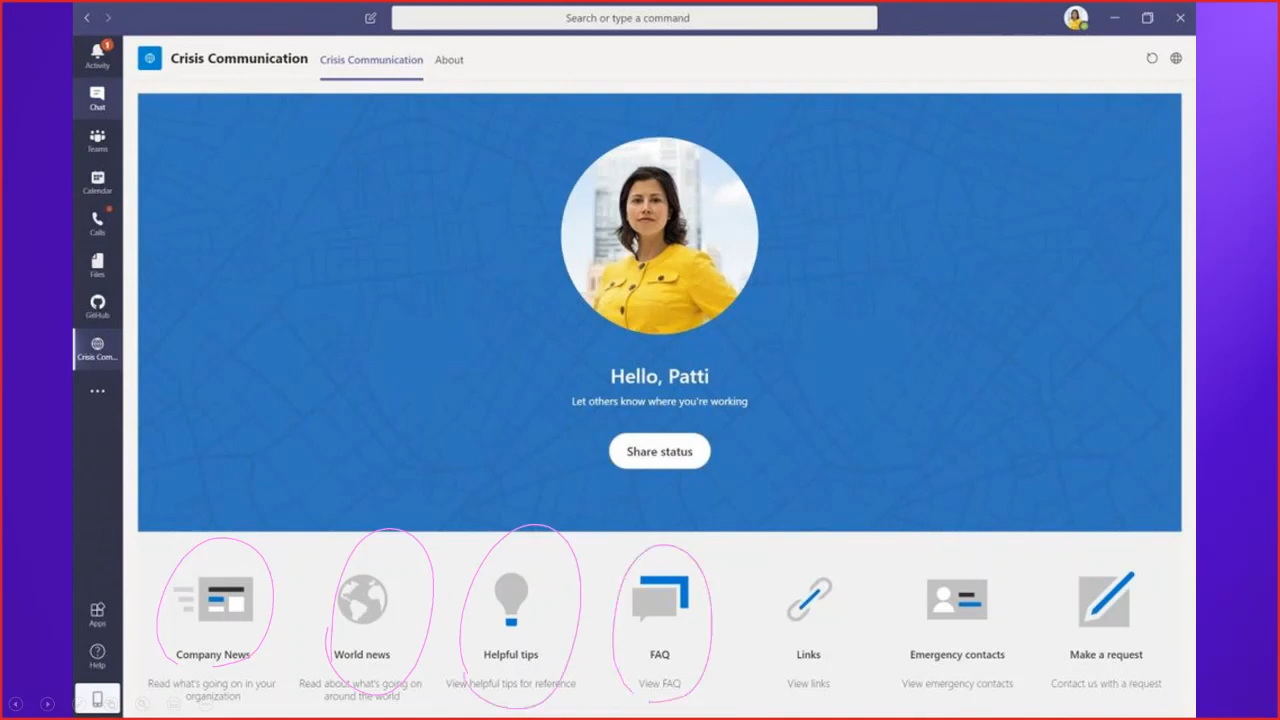 Search or type a command
1
Activity
Chat
Teams
Calendar
Calls
Files
GitHub
Crisis Com...
Apps
Help
Crisis Communication
Crisis Communication
About
Hello, Patti
Let others know where you're working
Share status
Company News
Read what's going on in your
organization
World news
Read about what's going on
around the world
Helpful tips
View helpful tips for reference
FAQ
View FAQ
Links
View links
Emergency contacts
View emergency contacts
Make a request
Contact us with a request